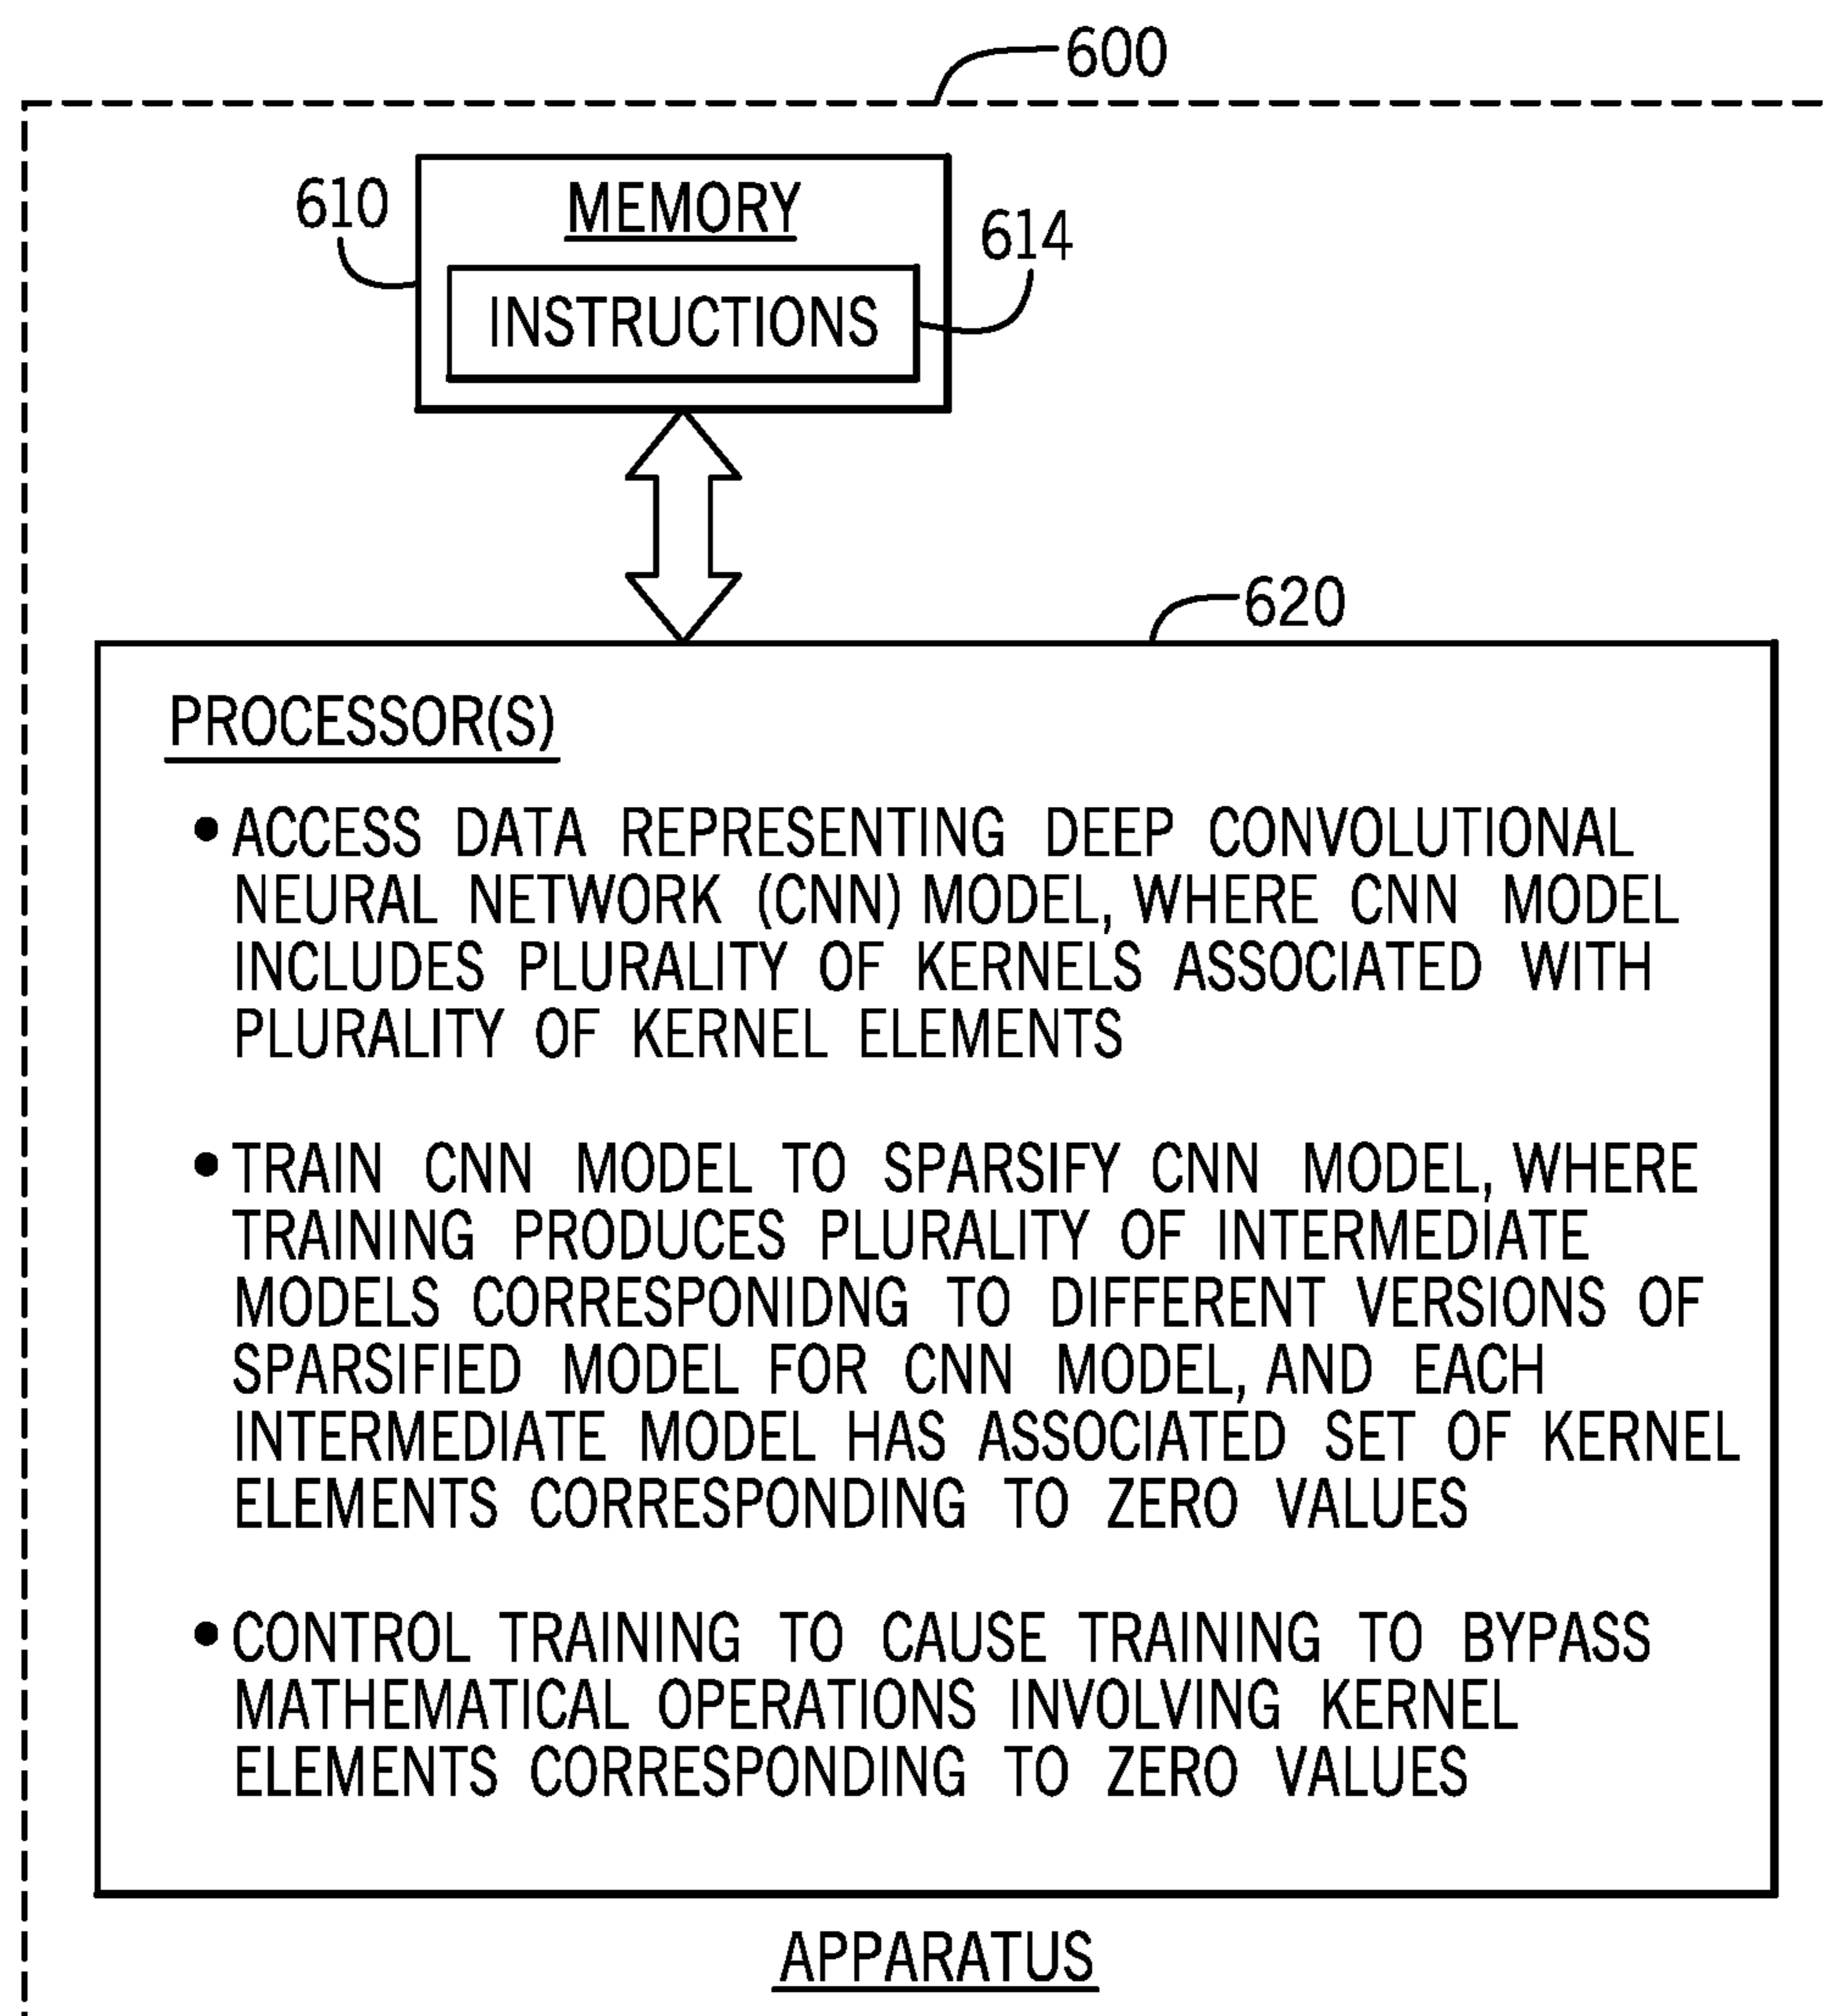 600
MEMORY
610
614
INSTRUCTIONS
620
PROCESSOR(S)
• ACCESS DATA REPRESENTING DEEP CONVOLUTIONAL
NEURAL NETWORK (CNN) MODEL, WHERE CNN MODEL
INCLUDES PLURALITY OF KERNELS ASSOCIATED WITH
PLURALITY OF KERNEL ELEMENTS
• TRAIN CNN MODEL TO SPARSIFY CNN MODEL, WHERE
TRAINING PRODUCES PLURALITY OF INTERMEDIATE
MODELS CORRESPONIDNG TO DIFFERENT VERSIONS OF
SPARSIFIED MODEL FOR CNN MODEL, AND EACH
INTERMEDIATE MODEL HAS ASSOCIATED SET OF KERNEL
ELEMENTS CORRESPONDING TO ZERO VALUES
• CONTROL TRAINING TO CAUSE TRAINING TO BYPASS
MATHEMATICAL OPERATIONS INVOLVING KERNEL
ELEMENTS CORRESPONDING TO ZERO VALUES
APPARATUS